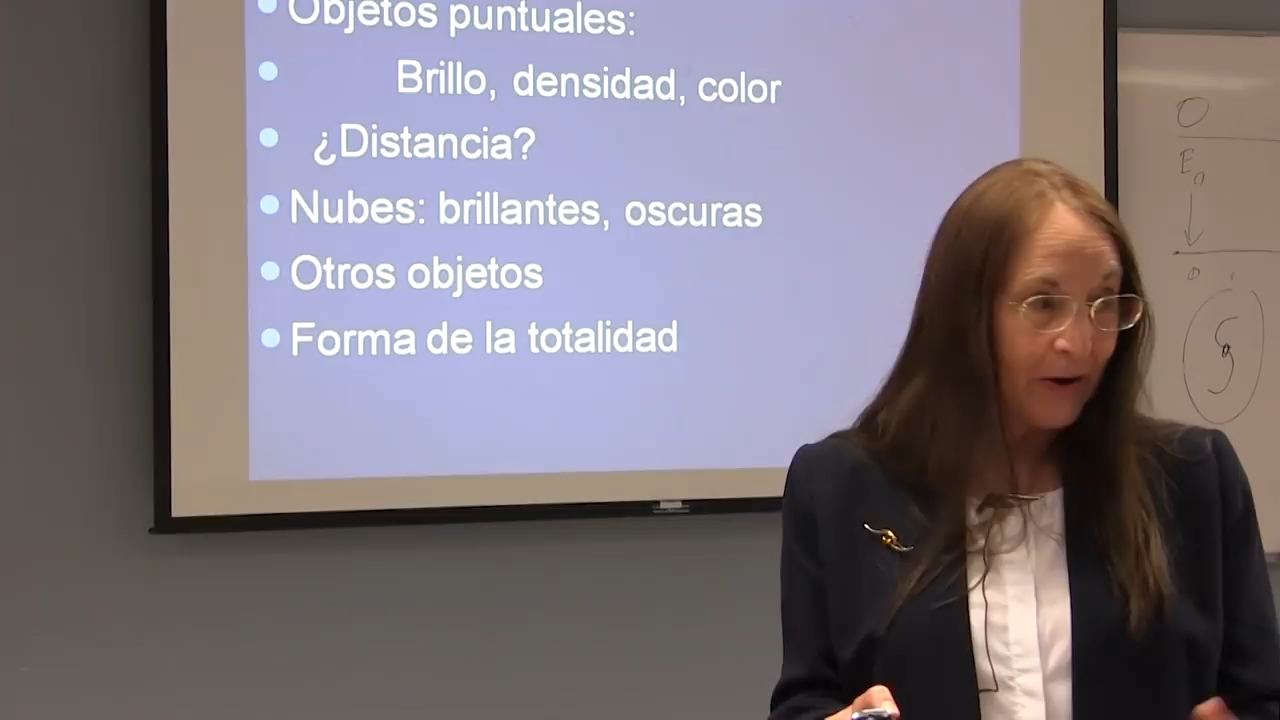 Objetos puntuales:
Brillo, densidad, color
¿Distancia?
Nubes: brillantes, oscuras
Otros objetos
Forma de la totalidad
O
E